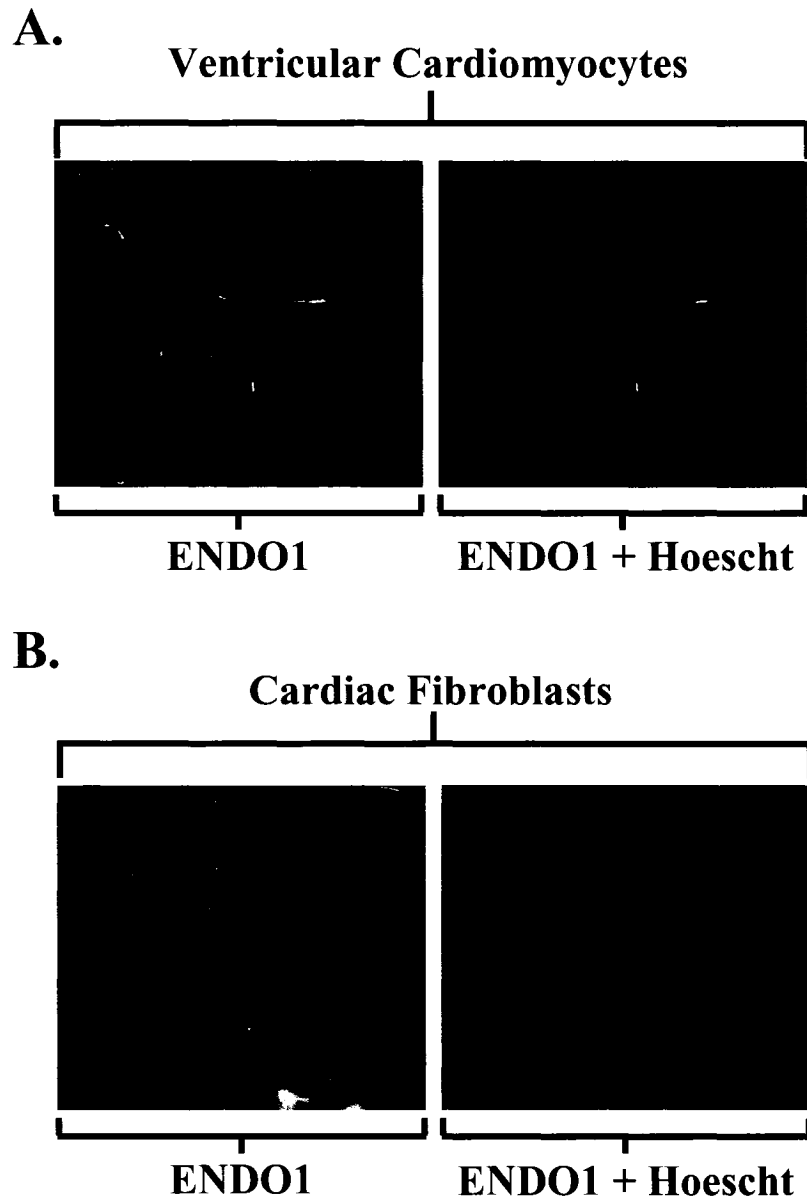 A.
Ventricular Cardiomyocytes
ENDO1
ENDO1 + Hoescht
B.
Cardiac Fibroblasts
ENDO1
ENDO1 + Hoescht